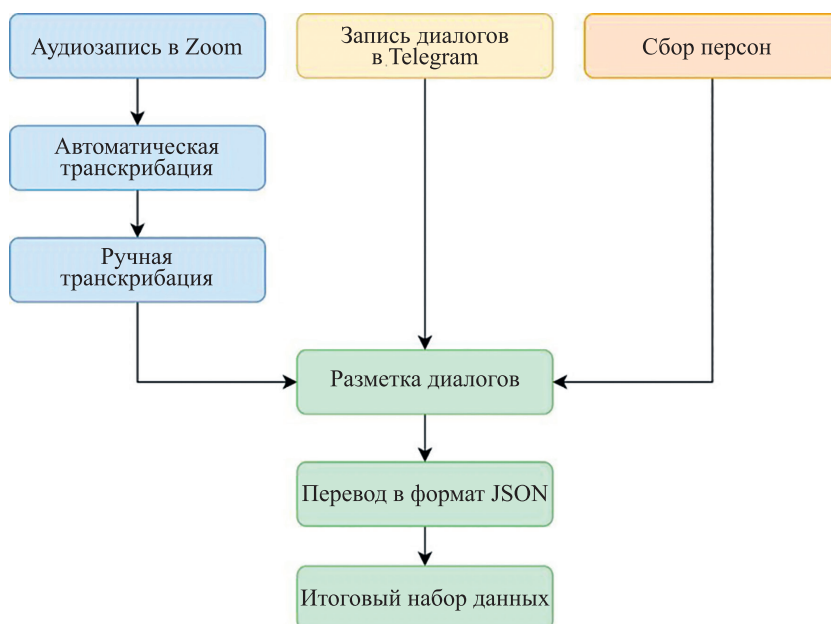 Аудиозапись в Zoom
Запись диалогов
в Telegram
Сбор персон
Автоматическая
транскрибация
Ручная
транскрибация
Разметка диалогов
Перевод в формат JSON
Итоговый набор данных